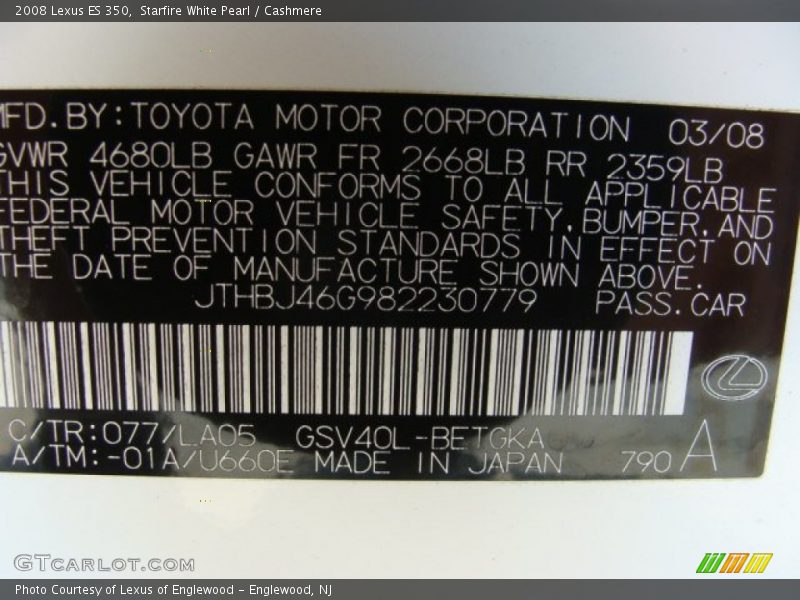 2008 Lexus ES 350, Starfire White Pearl / Cashmere
MFD. BY: TOYOTA MOTOR CORPORATION 03/08
GVWR 4680LB GAWR FR 2668LB RR 2359LB
THIS VEHICLE CONFORMS TO ALL APPLICABLE
FEDERAL MOTOR VEHICLE SAFETY, BUMPER, AND
THEFT PREVENTION STANDARDS IN EFFECT ON
THE DATE OF MANUFACTURE SHOWN ABOVE.
JTHBJ46G982230779 PASS. CAR
C/TR: 077/LA05 GSV40L-BETGKA
A/TM: -01A/U660E MADE IN JAPAN 790 A
GTCARLOT.COM
Photo Courtesy of Lexus of Englewood – Englewood, NJ